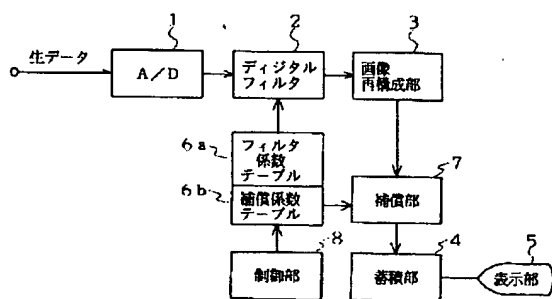 1
2
3
生データ
A/D
ディジタル
フィルタ
画像
再構成部
6a
フィルタ
係数
テーブル
6b
補償係数
テーブル
7
補償部
8
制御部
4
蓄積部
5
表示部